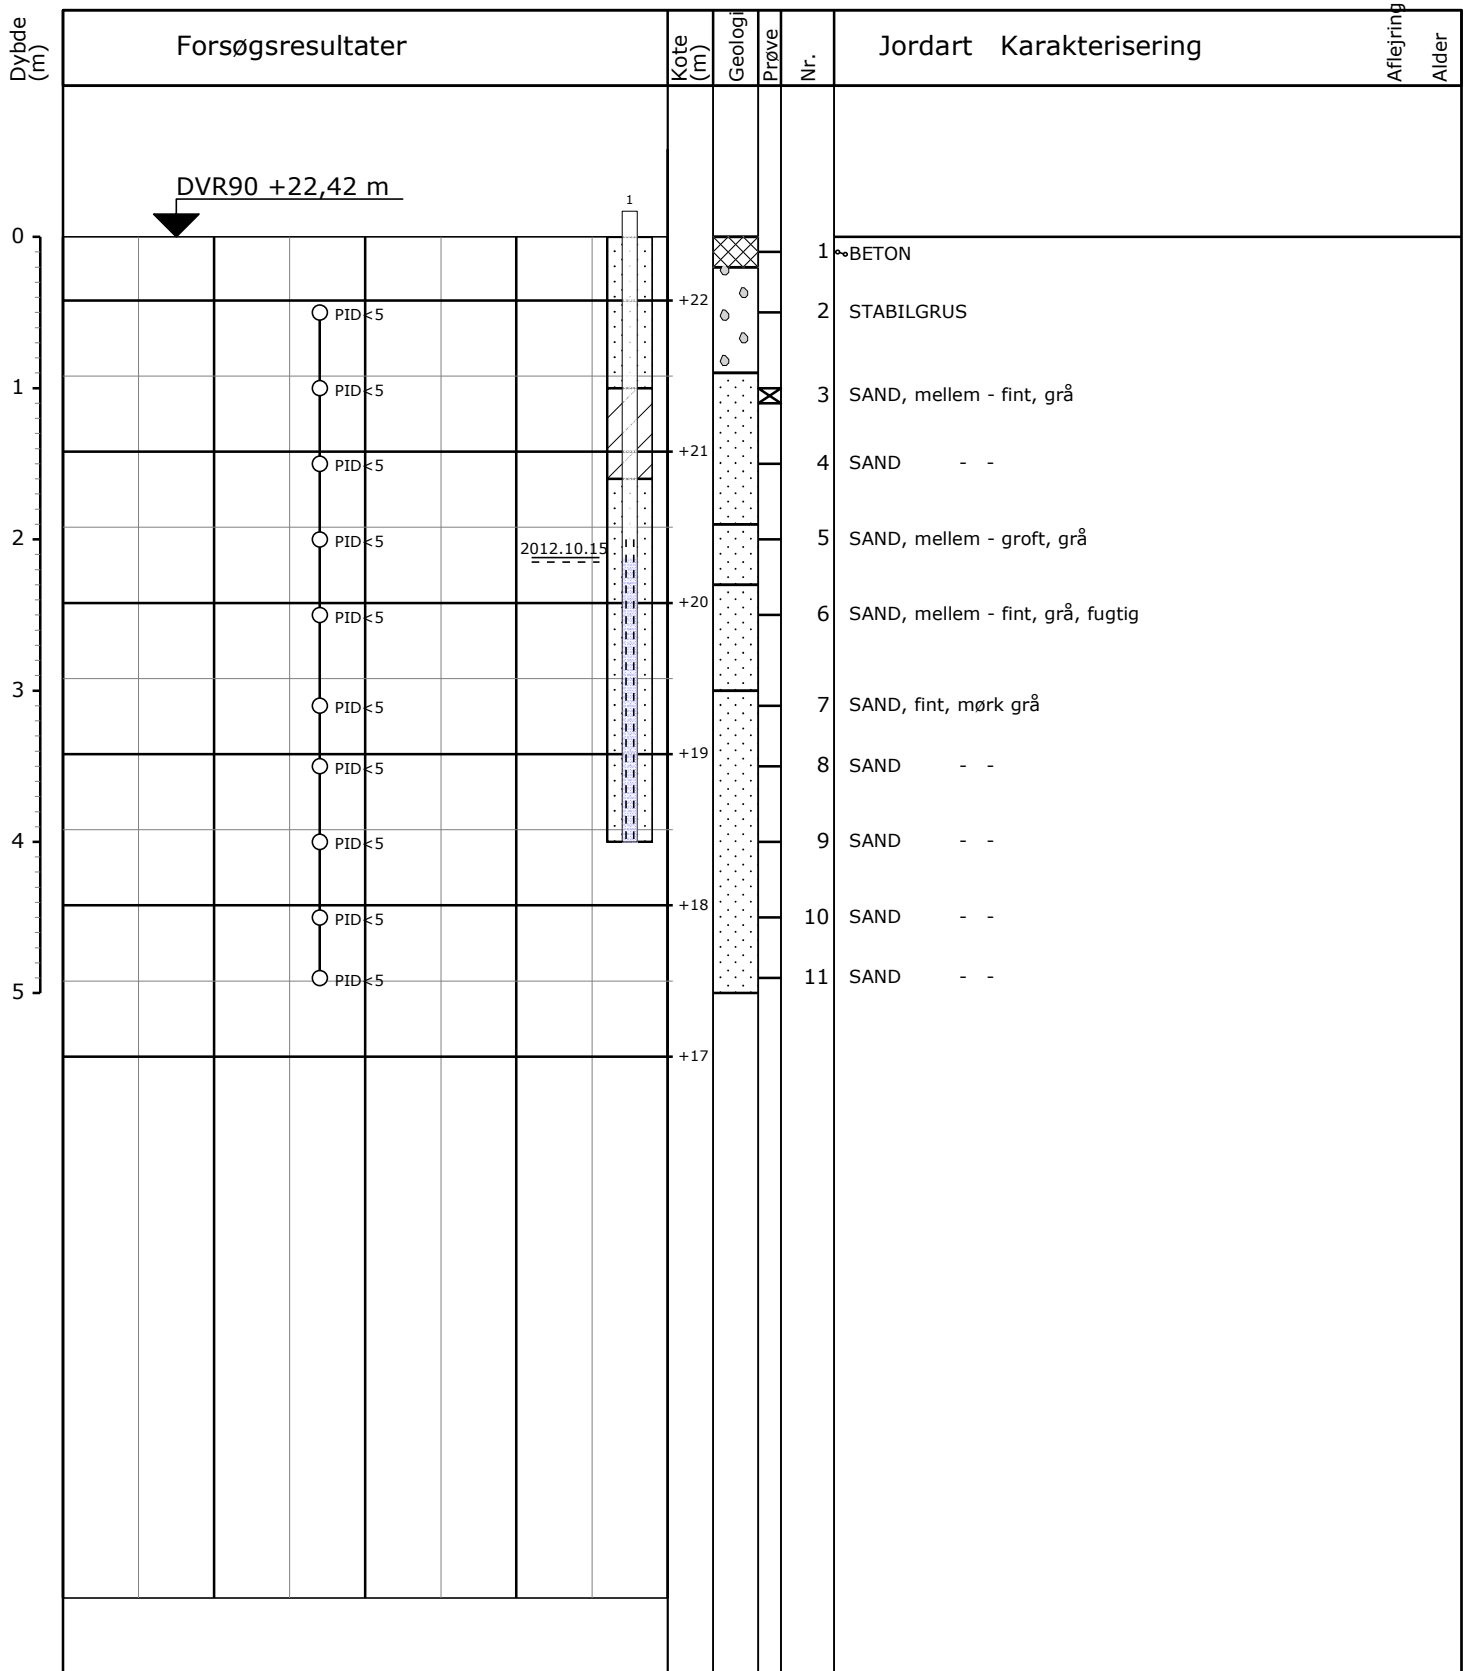 Dybde
(m)
Forsøgsresultater
Kote
(m)
Geologi
Prøve
Nr.
Jordart Karakterisering
Aflejring
Alder
DVR90 +22,42 m
1
0
1 BETON
+22
PID<5
2 STABILGRUS
1
PID<5
3 SAND, mellem - fint, grå
+21
PID<5
4 SAND - -
2
PID<5
2012.10.15
5 SAND, mellem - groft, grå
+20
PID<5
6 SAND, mellem - fint, grå, fugtig
3
PID<5
7 SAND, fint, mørk grå
+19
PID<5
8 SAND - -
4
PID<5
9 SAND - -
+18
PID<5
10 SAND - -
PID<5
11 SAND - -
5
+17